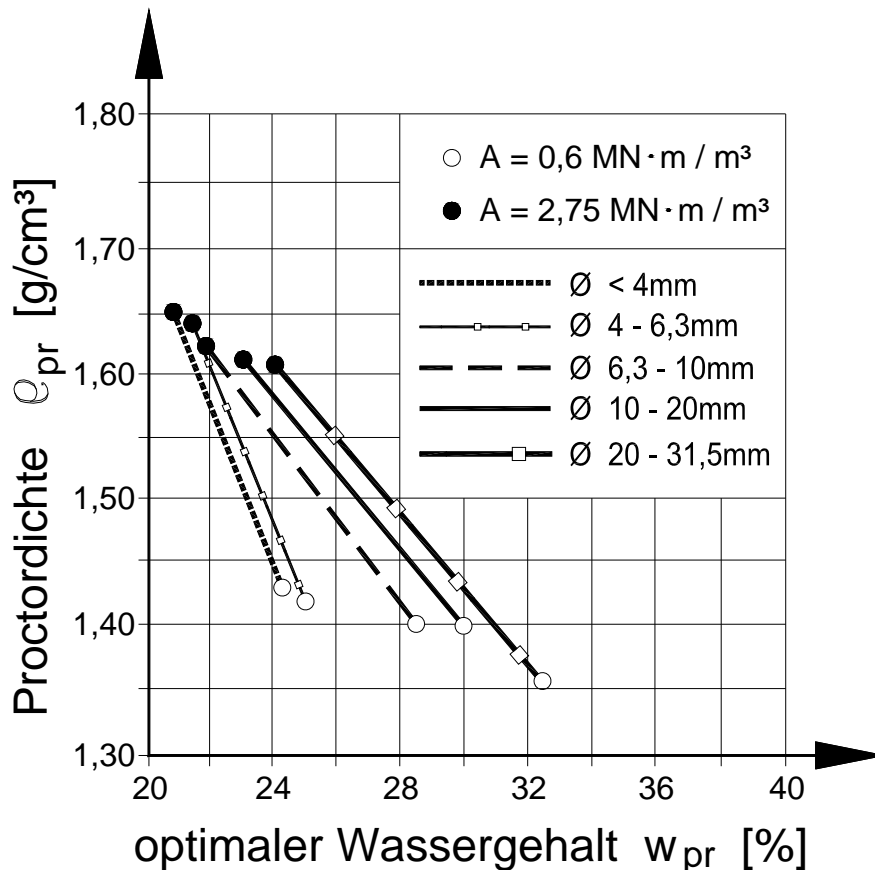 1,80
1,70
1,60
1,50
1,40
1,30
Proctordichte ϱpr [g/cm³]
A = 0,6 MN·m / m³
A = 2,75 MN·m / m³
Ø < 4mm
Ø 4 - 6,3mm
Ø 6,3 - 10mm
Ø 10 - 20mm
Ø 20 - 31,5mm
20 24 28 32 36 40
optimaler Wassergehalt wpr [%]